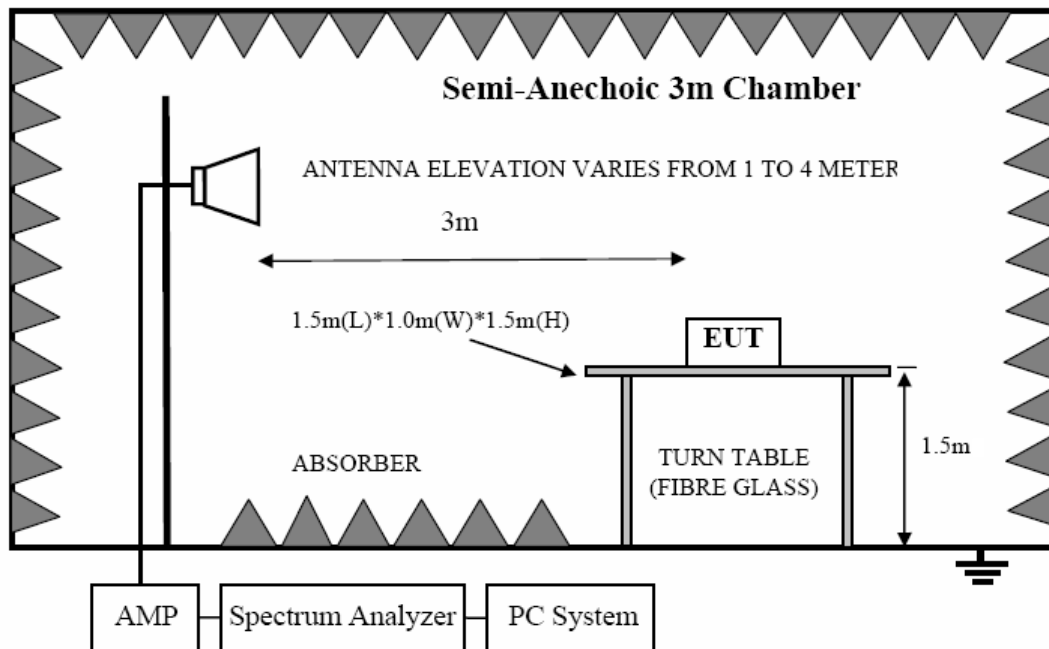 Semi-Anechoic 3m Chamber
ANTENNA ELEVATION VARIES FROM 1 TO 4 METER
3m
1.5m(L)*1.0m(W)*1.5m(H)
EUT
1.5m
ABSORBER
TURN TABLE
(FIBRE GLASS)
AMP
Spectrum Analyzer
PC System